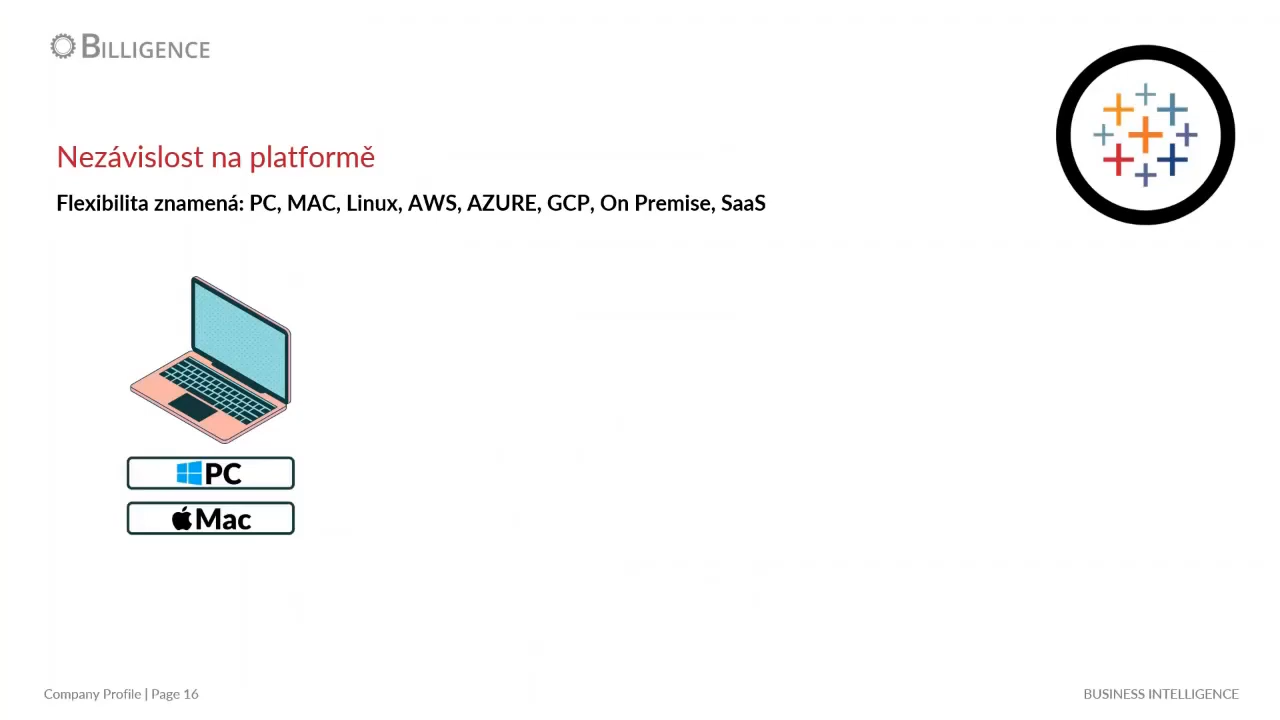 BILLIGENCE
Nezávislost na platformě
Flexibilita znamená: PC, MAC, Linux, AWS, AZURE, GCP, On Premise, SaaS
PC
Mac
Company Profile | Page 16
BUSINESS INTELLIGENCE